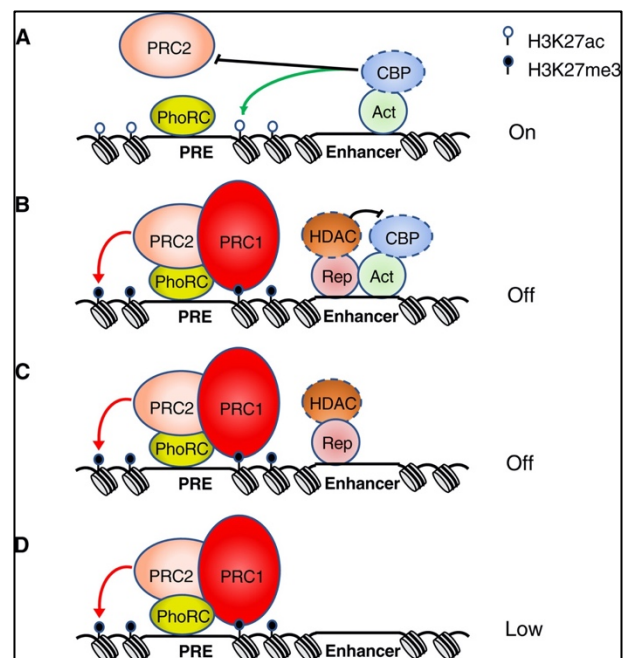 A
PRC2
CBP
H3K27ac
H3K27me3
PhoRC
Act
PRE
Enhancer
On
B
PRC2
PRC1
HDAC
CBP
PhoRC
Rep
Act
PRE
Enhancer
Off
C
PRC2
PRC1
HDAC
PhoRC
Rep
PRE
Enhancer
Off
D
PRC2
PRC1
PhoRC
PRE
Enhancer
Low